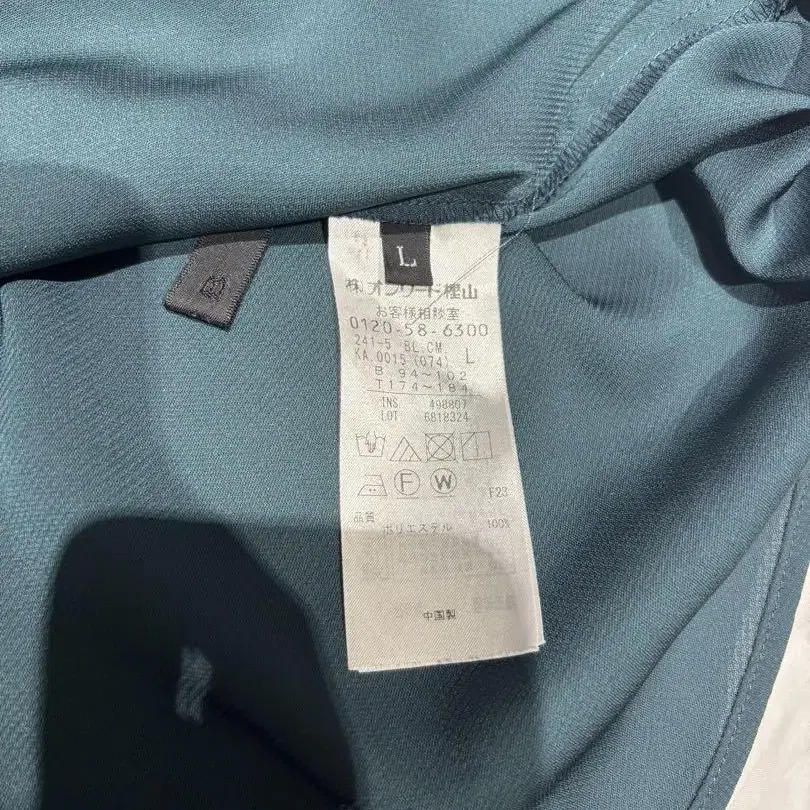 L
㈱オンワード樫山
お客様相談室
0120-58-6300
241-5 BL.CM. L
KA.0015 (074)
B 94~102
T174~184
INS 498807
LOT 6818324
F W F23
品質
ポリエステル 100%
中国製